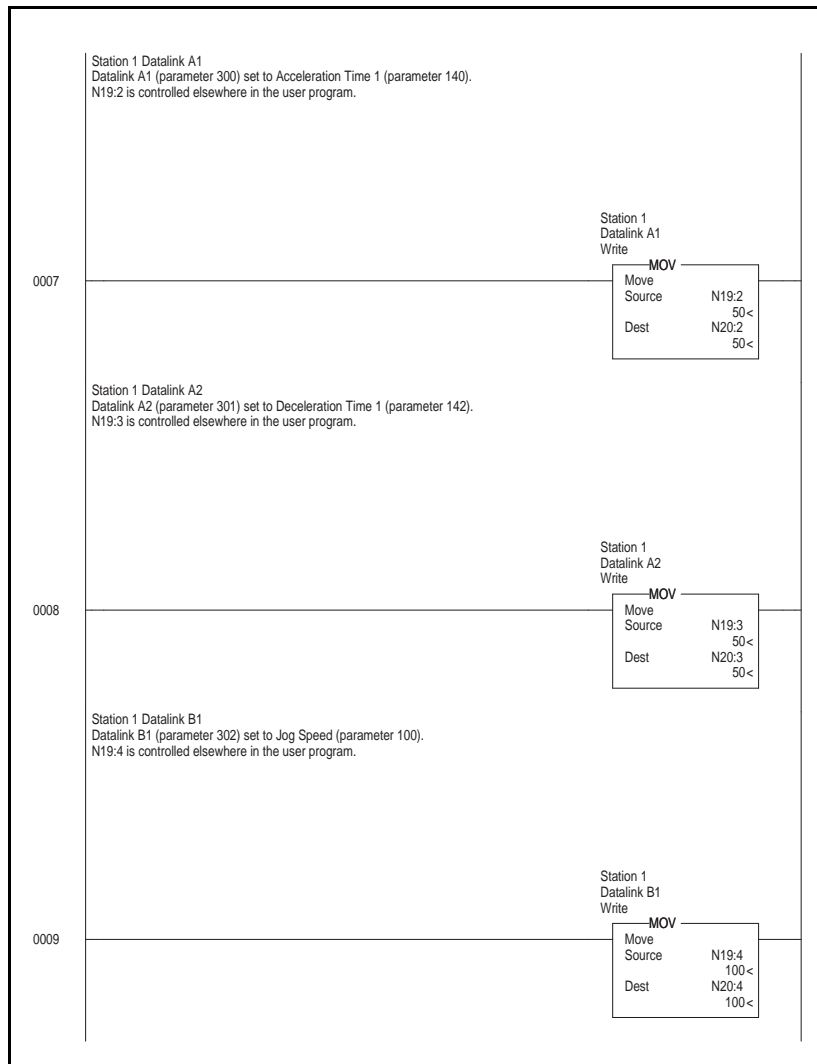 Station 1 Datalink A1
Datalink A1 (parameter 300) set to Acceleration Time 1 (parameter 140).
N19:2 is controlled elsewhere in the user program.
Station 1
Datalink A1
Write
MOV
0007
Move
Source N19:2
50<
Dest N20:2
50<
Station 1 Datalink A2
Datalink A2 (parameter 301) set to Deceleration Time 1 (parameter 142).
N19:3 is controlled elsewhere in the user program.
Station 1
Datalink A2
Write
MOV
0008
Move
Source N19:3
50<
Dest N20:3
50<
Station 1 Datalink B1
Datalink B1 (parameter 302) set to Jog Speed (parameter 100).
N19:4 is controlled elsewhere in the user program.
Station 1
Datalink B1
Write
MOV
0009
Move
Source N19:4
100<
Dest N20:4
100<